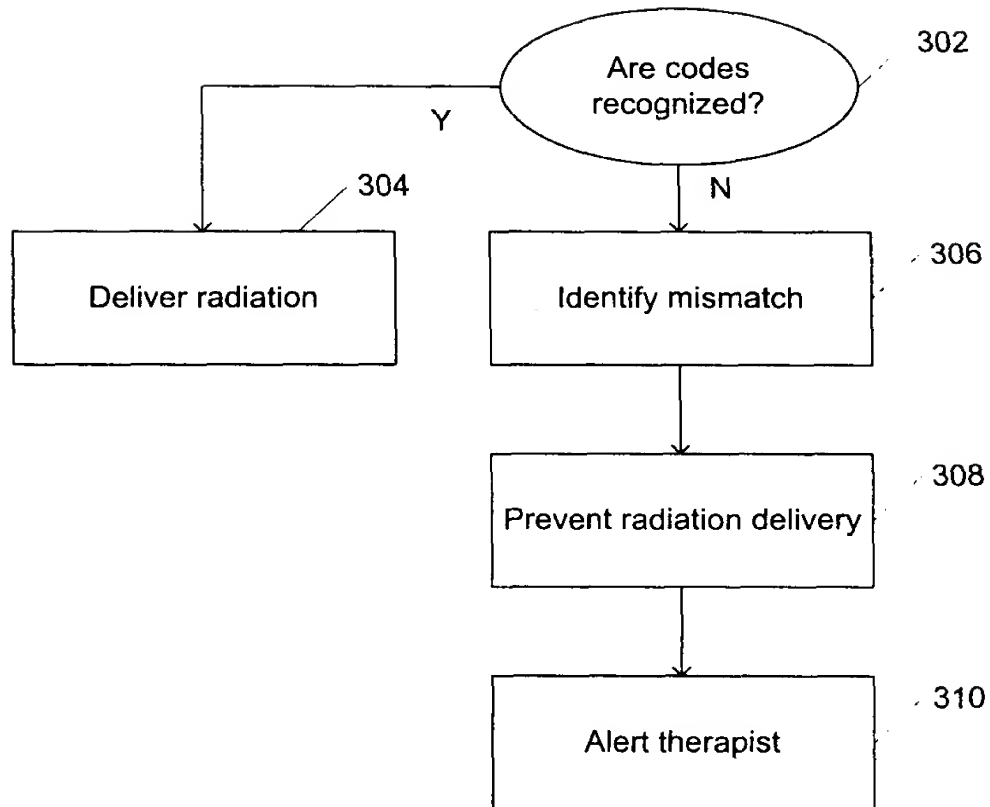 Are codes
recognized?
302
Y
N
304
Deliver radiation
306
Identify mismatch
308
Prevent radiation delivery
310
Alert therapist